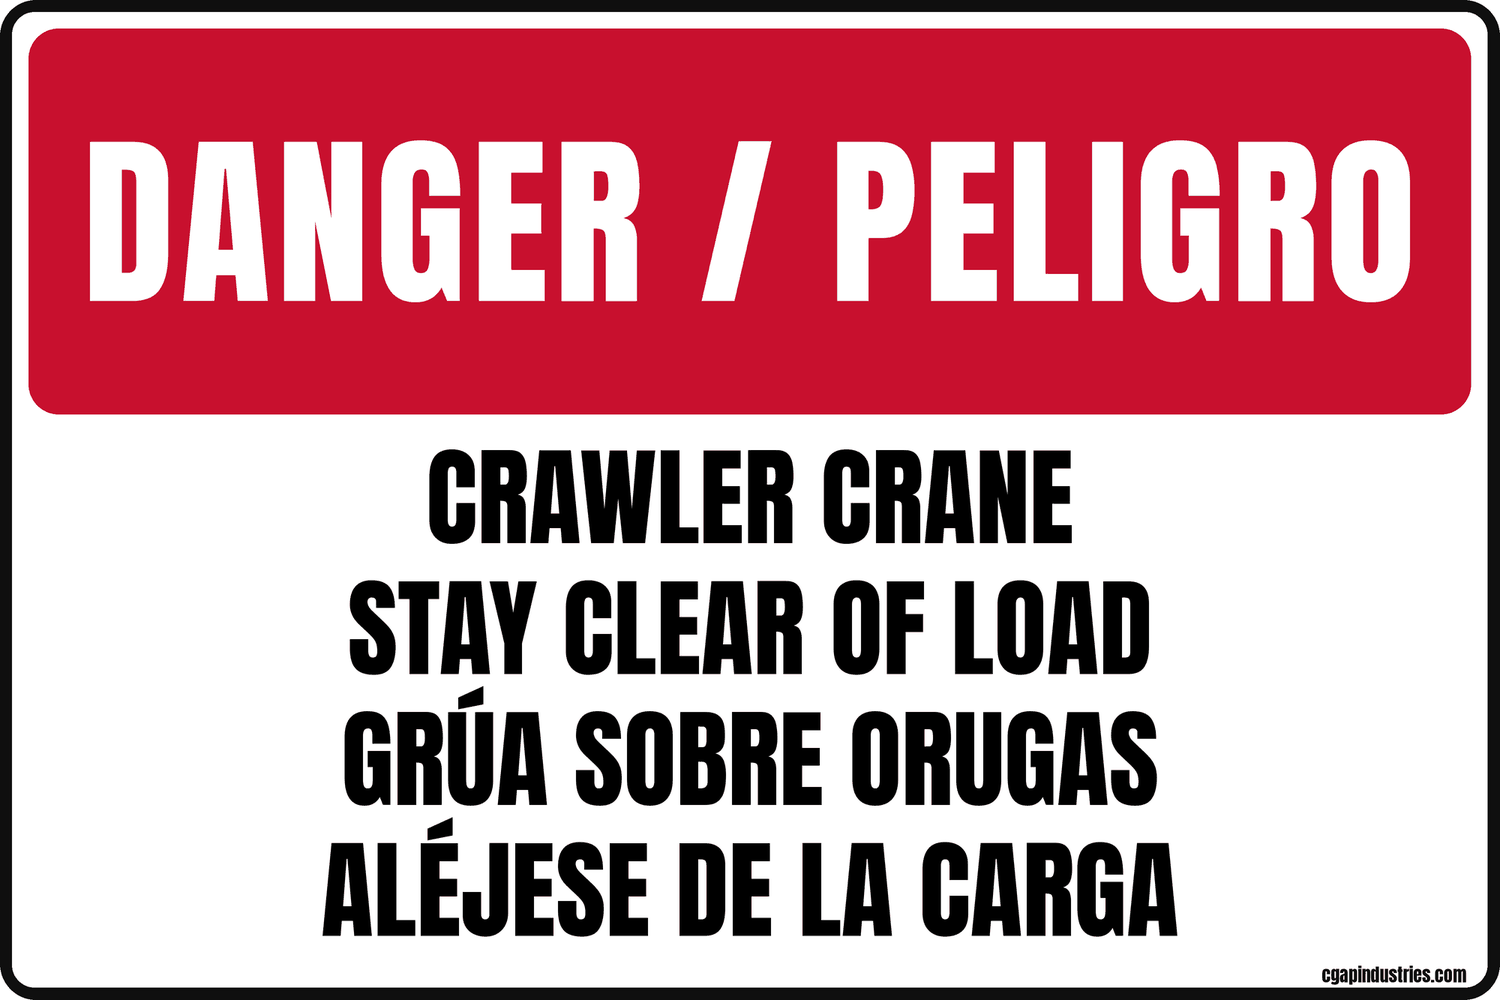 DANGER / PELIGRO
CRAWLER CRANE
STAY CLEAR OF LOAD
GRÚA SOBRE ORUGAS
ALÉJESE DE LA CARGA
cgapindustries.com